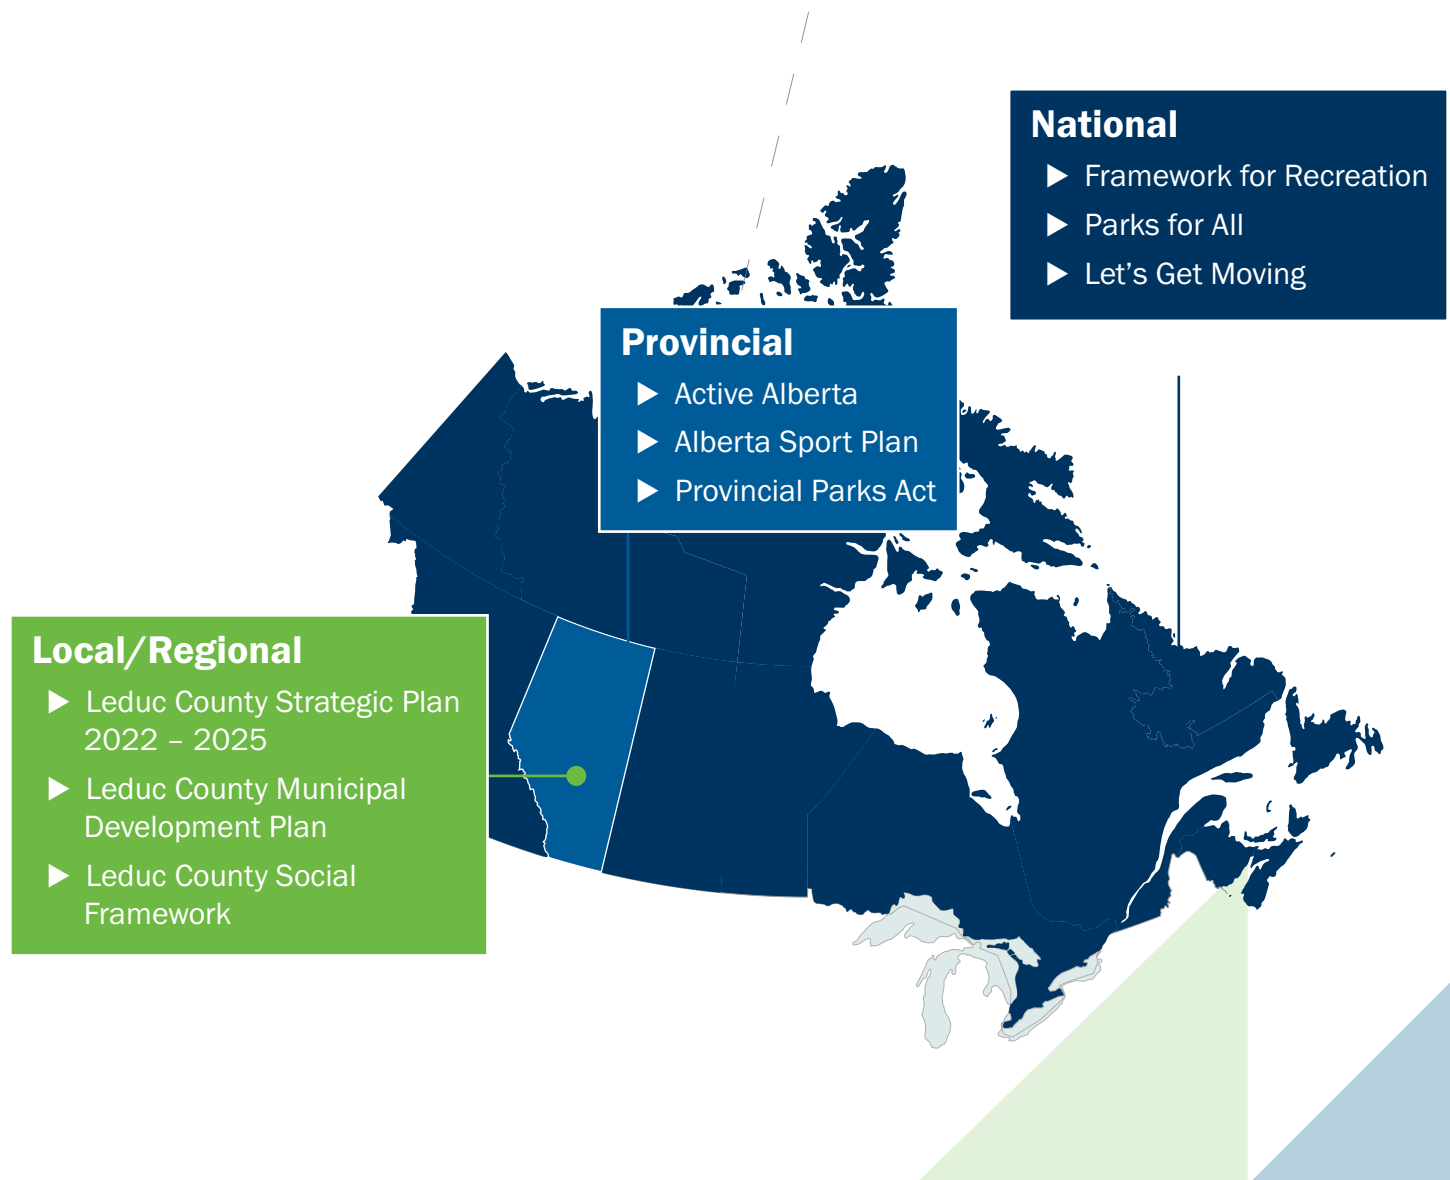 National
▶ Framework for Recreation
▶ Parks for All
▶ Let's Get Moving
Provincial
▶ Active Alberta
▶ Alberta Sport Plan
▶ Provincial Parks Act
Local/Regional
▶ Leduc County Strategic Plan
2022 – 2025
▶ Leduc County Municipal
Development Plan
▶ Leduc County Social
Framework